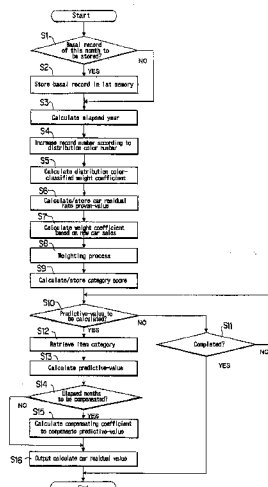 Start
S1
Basal record
of this month to
be stored?
NO
S2
YES
Store basal record in 1st memory
S3
Calculate elapsed year
S4
Increase record number according to
distribution color number
S5
Calculate distribution color-
classified weight coefficient
S6
Calculate/store car residual
rate proven-value
S7
Calculate weight coefficient
based on new car sales
S8
Weighting process
S9
Calculate/store category score
S10
Predictive-value to
be calculated?
NO
S11
S12
YES
Retrieve item category
Completed?
NO
S13
YES
Calculate predictive-value
S14
Elapsed months
to be compensated?
NO
S15
YES
Calculate compensating coefficient
to compensate predictive-value
S16
Output calculate car residual value